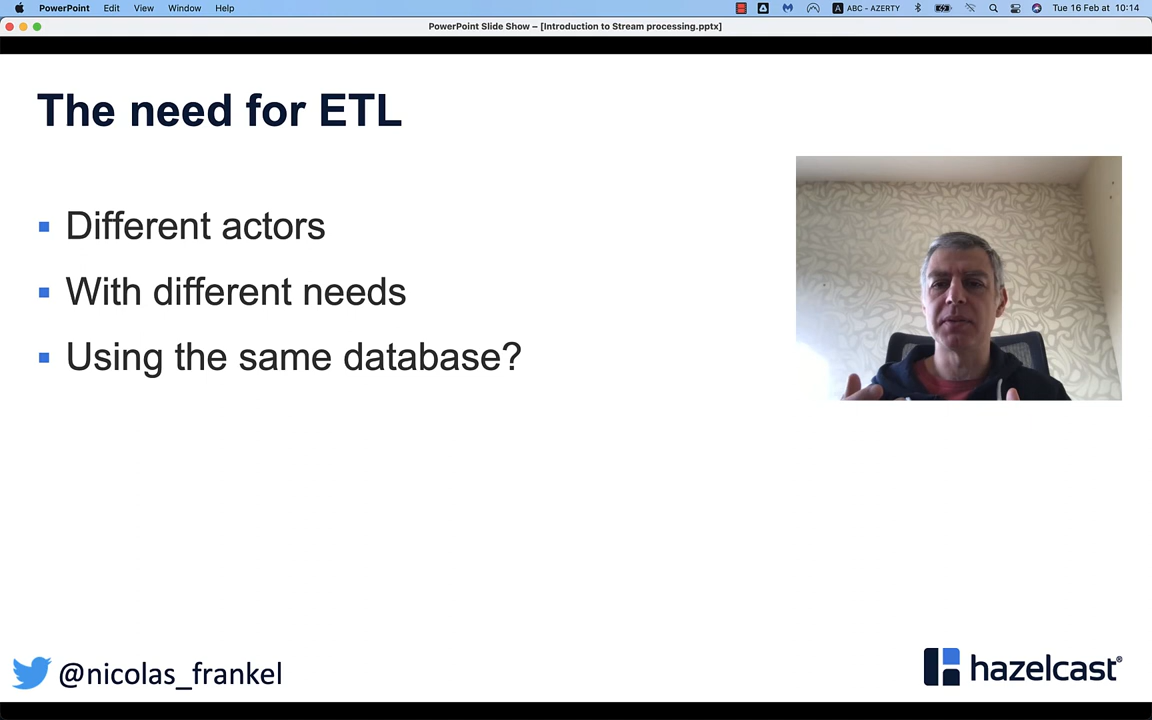 PowerPoint Edit View Window Help ABC - AZERTY Tue 16 Feb at 10:14
PowerPoint Slide Show – [Introduction to Stream processing.pptx]
The need for ETL
▪ Different actors
▪ With different needs
▪ Using the same database?
@nicolas_frankel
hazelcast®